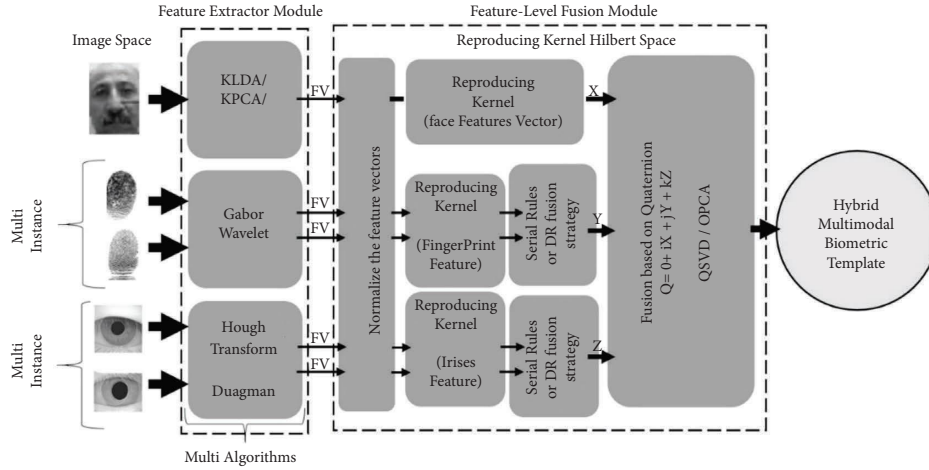 Feature Extractor Module
Feature-Level Fusion Module
Image Space
Reproducing Kernel Hilbert Space
KLDA/
KPCA/
FV
Reproducing
Kernel
(face Features Vector)
X
Multi
Instance
Gabor
Wavelet
FV
FV
Normalize the feature vectors
Reproducing
Kernel
(FingerPrint
Feature)
Serial Rules
or DR fusion
strategy
Y
Fusion based on Quaternion
Q= 0+ iX + jY + kZ
QSVD / OPCA
Hybrid
Multimodal
Biometric
Template
Multi
Instance
Hough
Transform
Duagman
FV
FV
Reproducing
Kernel
(Irises
Feature)
Serial Rules
or DR fusion
strategy
Z
Multi Algorithms